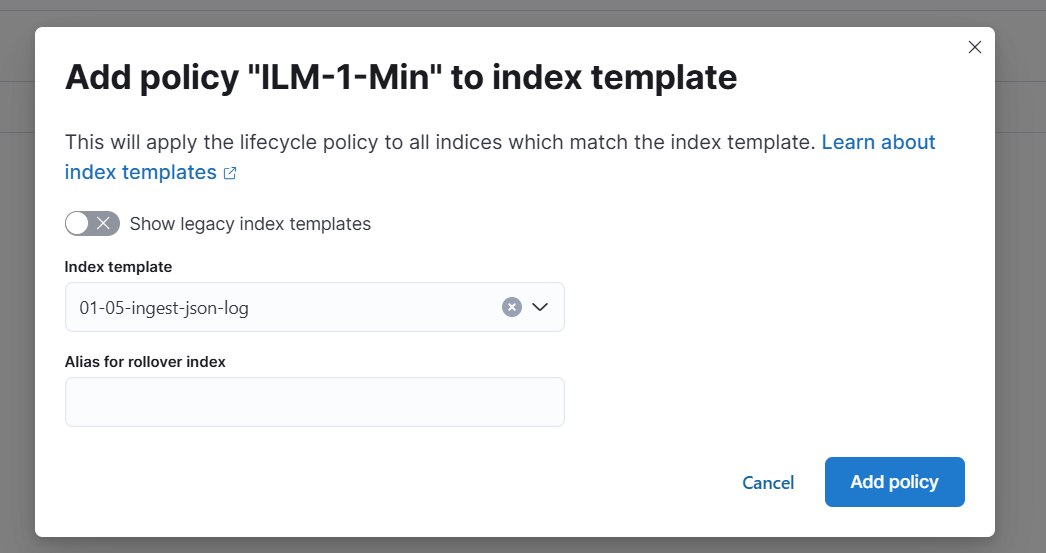 Add policy "ILM-1-Min" to index template
This will apply the lifecycle policy to all indices which match the index template. Learn about
index templates
Show legacy index templates
Index template
01-05-ingest-json-log
Alias for rollover index
Cancel
Add policy